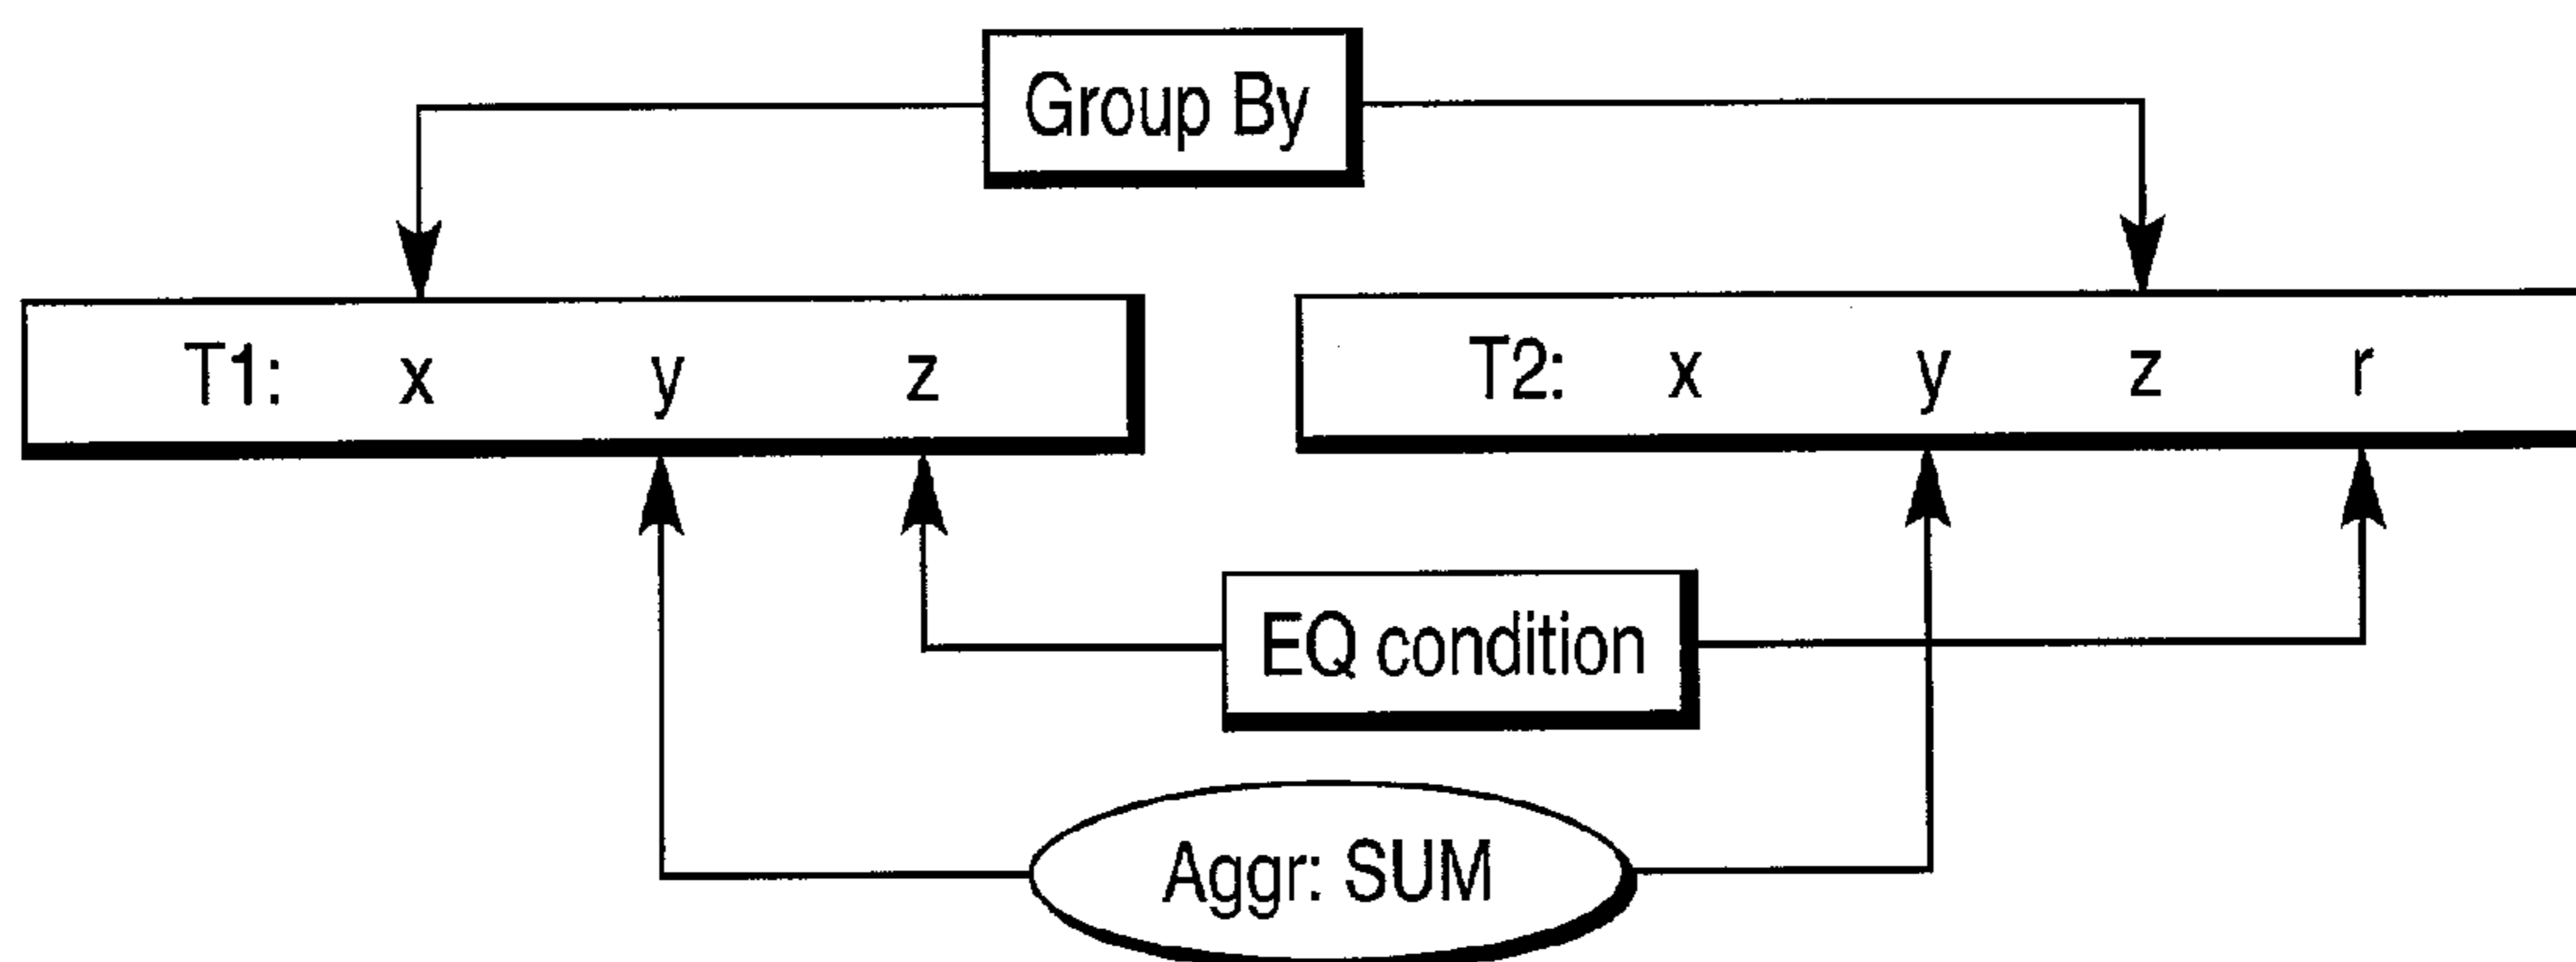 Group By
T1: x y z
T2: x y z r
EQ condition
Aggr: SUM